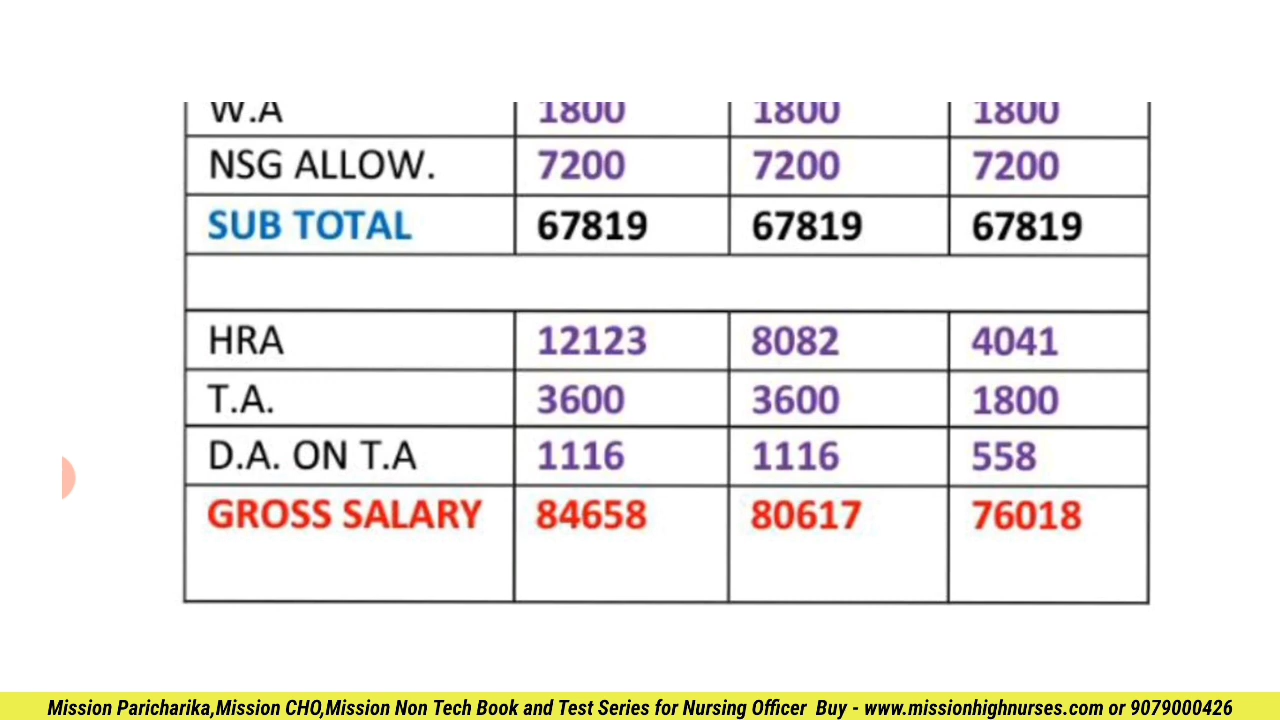 W.A 1800 1800 1800
NSG ALLOW. 7200 7200 7200
SUB TOTAL 67819 67819 67819
HRA 12123 8082 4041
T.A. 3600 3600 1800
D.A. ON T.A 1116 1116 558
GROSS SALARY 84658 80617 76018
Mission Paricharika,Mission CHO,Mission Non Tech Book and Test Series for Nursing Officer Buy - www.missionhighnurses.com or 9079000426